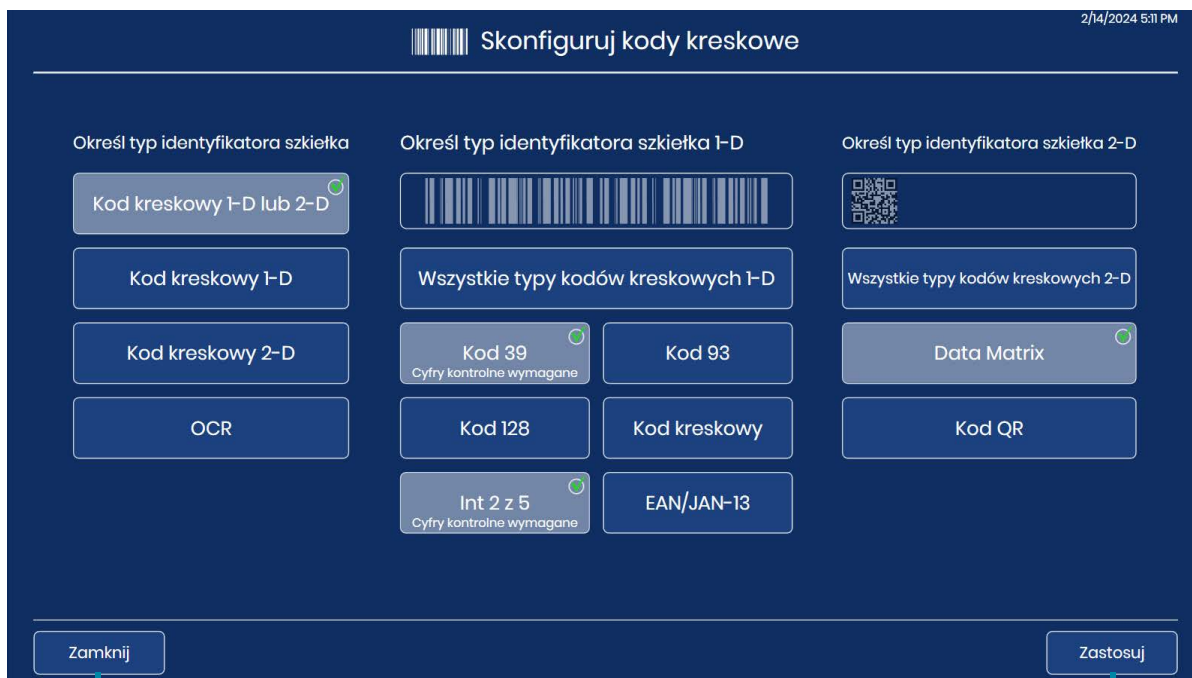 2/14/2024 5:11 PM
Skonfiguruj kody kreskowe
Określ typ identyfikatora szkiełka
Kod kreskowy 1-D lub 2-D
Kod kreskowy 1-D
Kod kreskowy 2-D
OCR
Określ typ identyfikatora szkiełka 1-D
Wszystkie typy kodów kreskowych 1-D
Kod 39
Cyfry kontrolne wymagane
Kod 93
Kod 128
Kod kreskowy
Int 2 z 5
Cyfry kontrolne wymagane
EAN/JAN-13
Określ typ identyfikatora szkiełka 2-D
Wszystkie typy kodów kreskowych 2-D
Data Matrix
Kod QR
Zamknij
Zastosuj